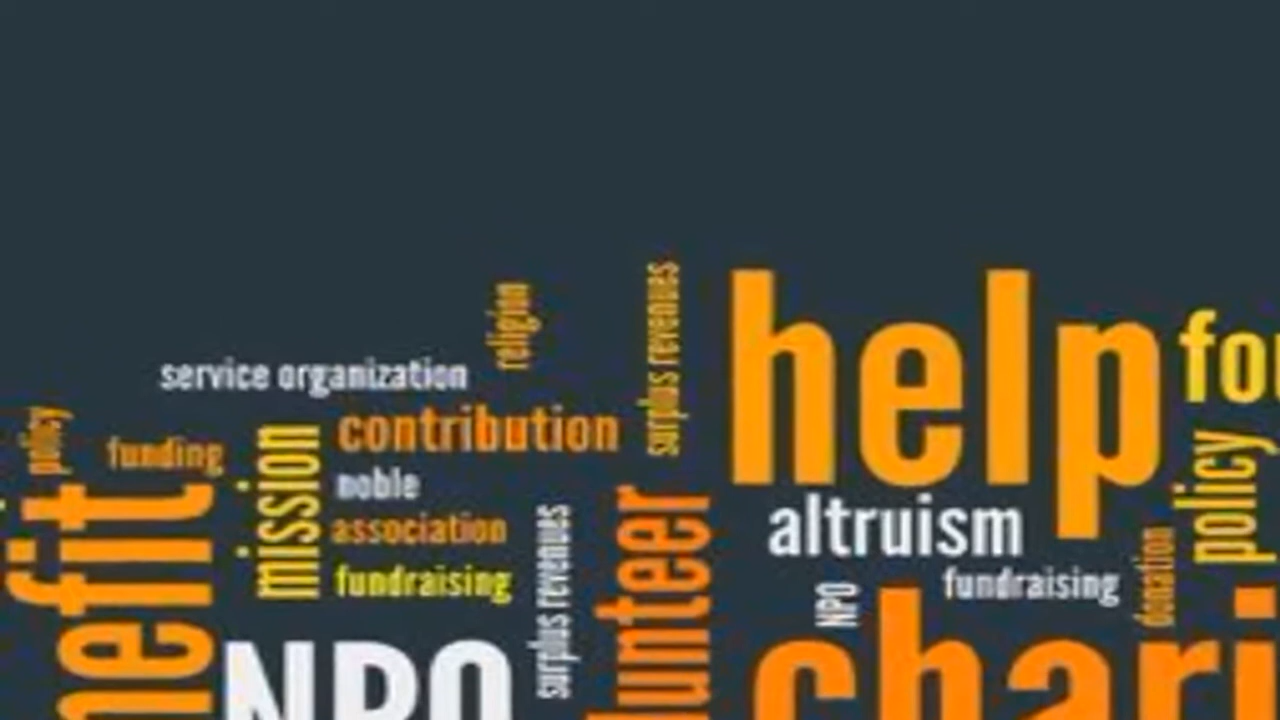 religion
surplus revenues
help
service organization
contribution
policy
funding
mission
noble
association
fundraising
surplus revenues
altruism
policy
donation
fundraising
NPO
NPO